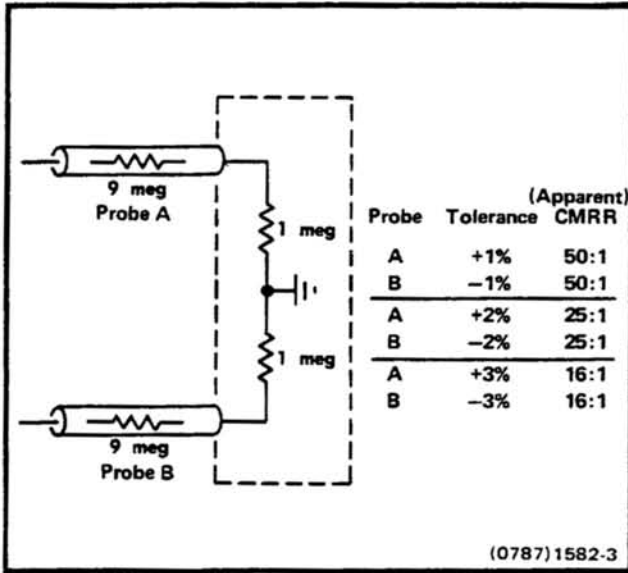 9 meg
Probe A
1 meg
1 meg
9 meg
Probe B
(Apparent)
Probe Tolerance CMRR
A +1% 50:1
B −1% 50:1
A +2% 25:1
B −2% 25:1
A +3% 16:1
B −3% 16:1
(0787)1582-3